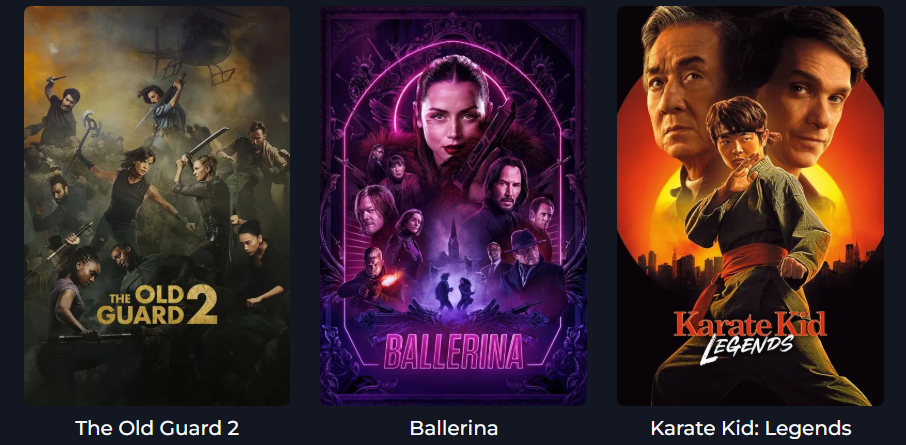 THE OLD
GUARD 2
BALLERINA
Karate Kid
LEGENDS
The Old Guard 2
Ballerina
Karate Kid: Legends